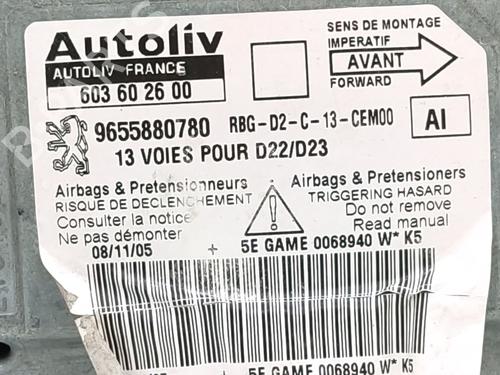 Autoliv
AUTOLIV FRANCE
603 60 26 00
SENS DE MONTAGE
IMPERATIF
AVANT
FORWARD
9655880780 RBG-D2-C-13-CEM00
AI
13 VOIES POUR D22/D23
Airbags & Pretensionneurs
RISQUE DE DECLENCHEMENT
Consulter la notice
Ne pas démonter
Airbags & Pretensioners
TRIGGERING HASARD
Do not remove
Read manual
08/11/05 + 5E GAME 0068940 W* K5
5E GAME 0068940 W* K5